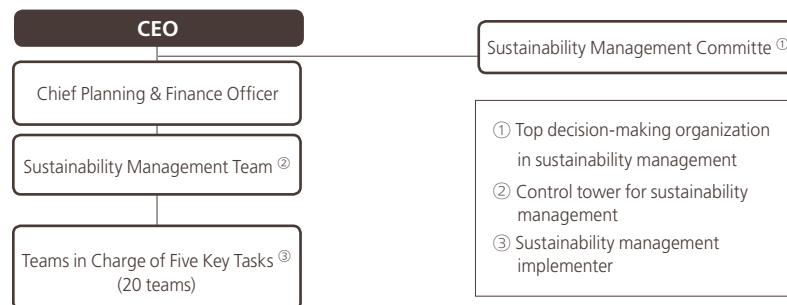 CEO
Sustainability Management Committe ①
Chief Planning & Finance Officer
Sustainability Management Team ②
Teams in Charge of Five Key Tasks ③
(20 teams)
① Top decision-making organization
in sustainability management
② Control tower for sustainability
management
③ Sustainability management
implementer